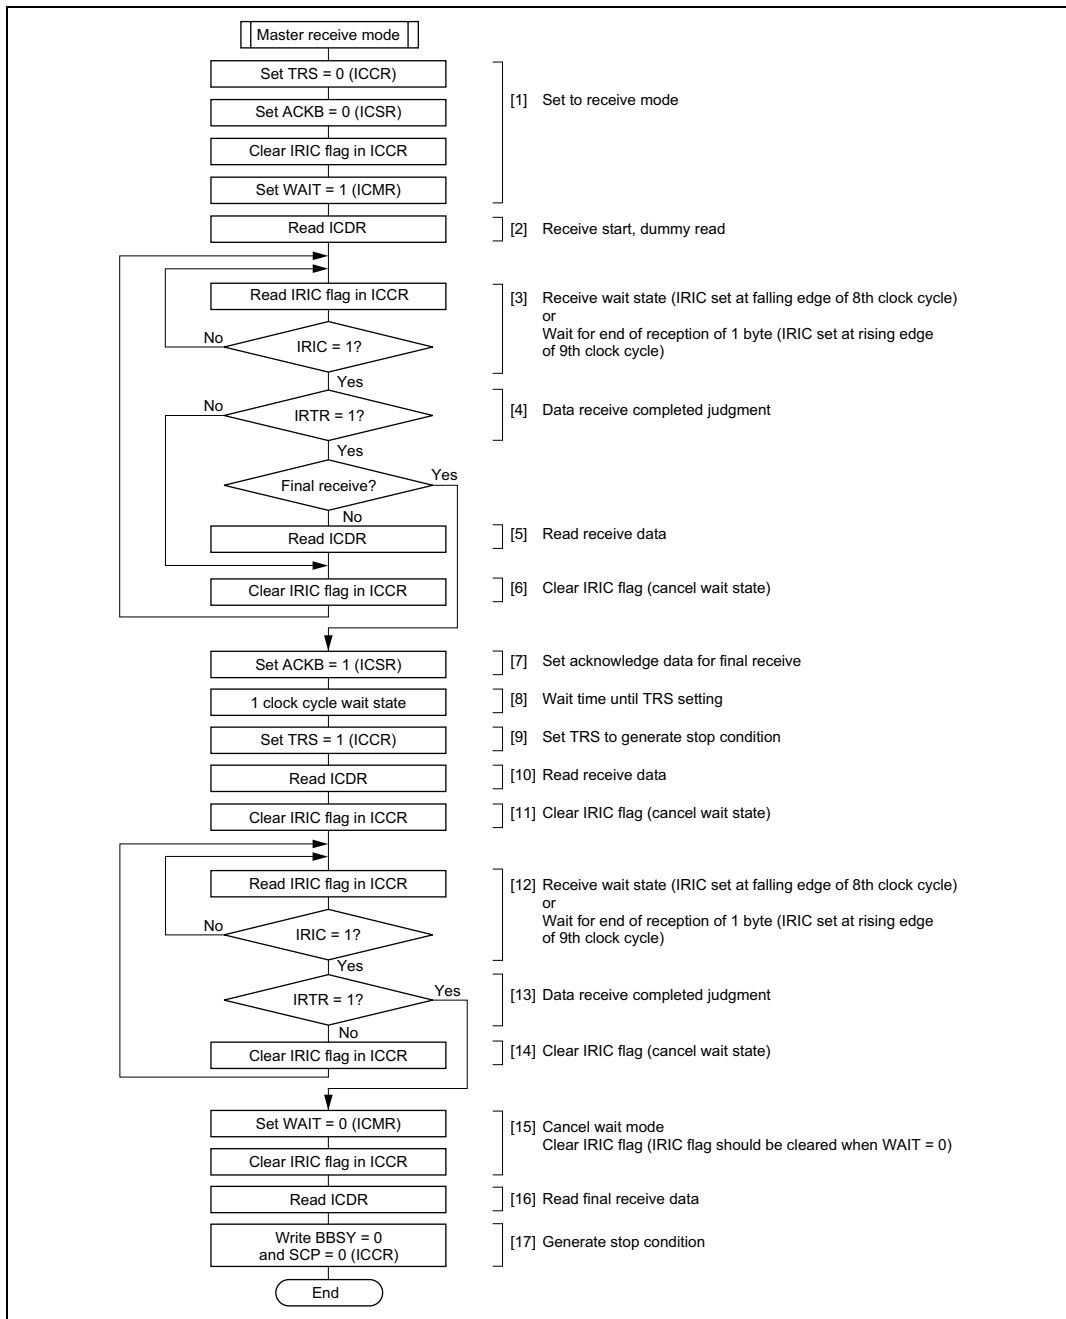 Master receive mode
Set TRS = 0 (ICCR)
[1] Set to receive mode
Set ACKB = 0 (ICSR)
Clear IRIC flag in ICCR
Set WAIT = 1 (ICMR)
Read ICDR
[2] Receive start, dummy read
Read IRIC flag in ICCR
[3] Receive wait state (IRIC set at falling edge of 8th clock cycle)
or
Wait for end of reception of 1 byte (IRIC set at rising edge
of 9th clock cycle)
No
IRIC = 1?
Yes
No
IRTR = 1?
[4] Data receive completed judgment
Yes
Final receive?
Yes
No
Read ICDR
[5] Read receive data
Clear IRIC flag in ICCR
[6] Clear IRIC flag (cancel wait state)
Set ACKB = 1 (ICSR)
[7] Set acknowledge data for final receive
1 clock cycle wait state
[8] Wait time until TRS setting
Set TRS = 1 (ICCR)
[9] Set TRS to generate stop condition
Read ICDR
[10] Read receive data
Clear IRIC flag in ICCR
[11] Clear IRIC flag (cancel wait state)
Read IRIC flag in ICCR
[12] Receive wait state (IRIC set at falling edge of 8th clock cycle)
or
Wait for end of reception of 1 byte (IRIC set at rising edge
of 9th clock cycle)
No
IRIC = 1?
Yes
IRTR = 1?
Yes
[13] Data receive completed judgment
No
Clear IRIC flag in ICCR
[14] Clear IRIC flag (cancel wait state)
Set WAIT = 0 (ICMR)
[15] Cancel wait mode
Clear IRIC flag (IRIC flag should be cleared when WAIT = 0)
Clear IRIC flag in ICCR
Read ICDR
[16] Read final receive data
Write BBSY = 0
and SCP = 0 (ICCR)
[17] Generate stop condition
End